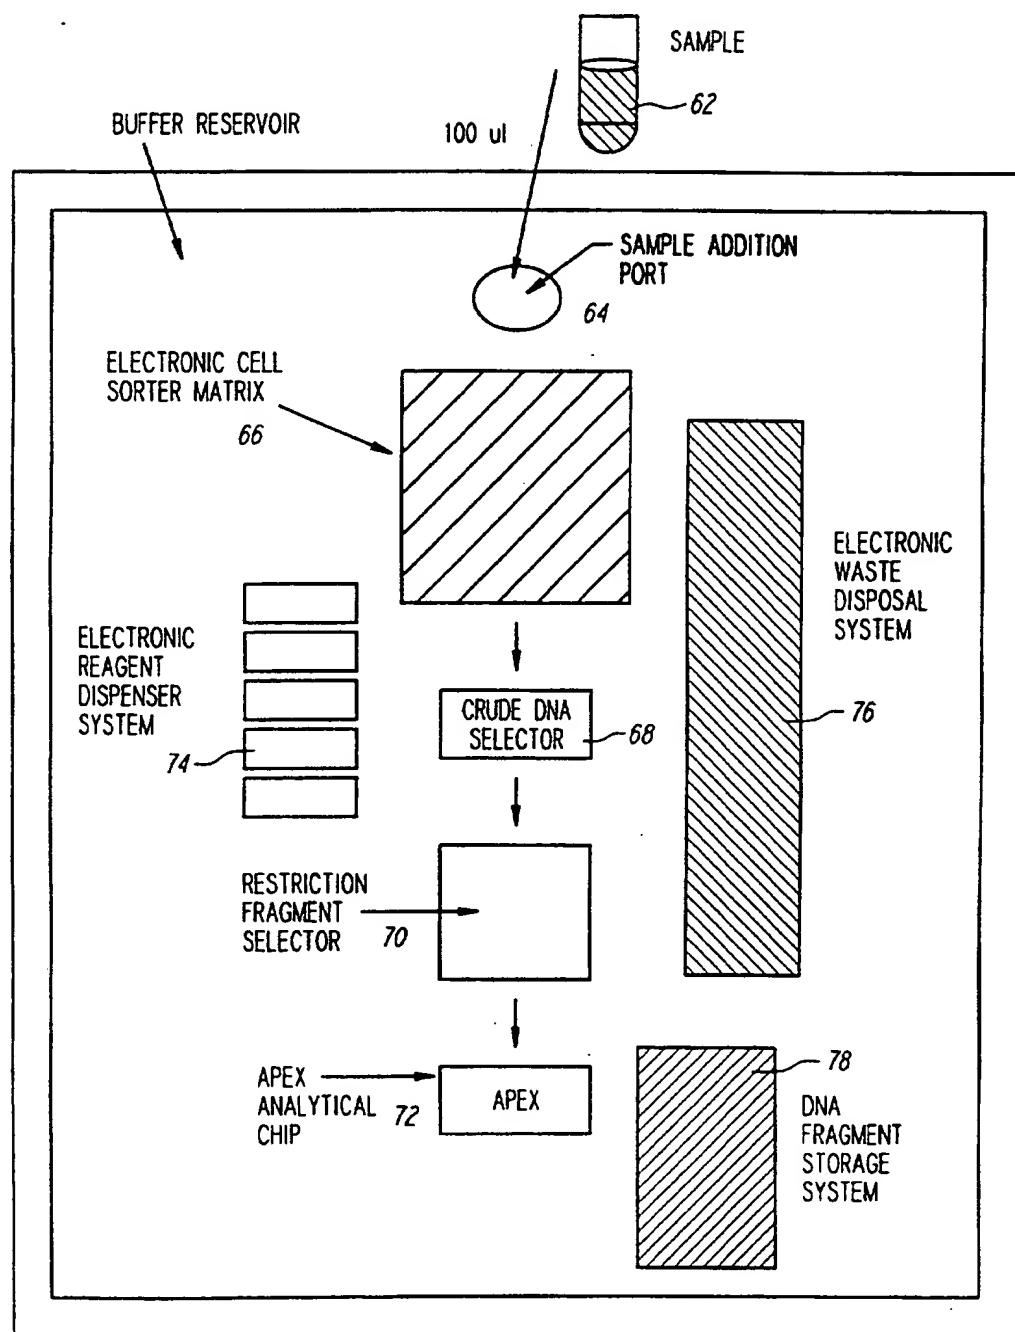 SAMPLE
62
BUFFER RESERVOIR
100 ul
SAMPLE ADDITION
PORT
64
ELECTRONIC CELL
SORTER MATRIX
66
ELECTRONIC
WASTE
DISPOSAL
SYSTEM
76
ELECTRONIC
REAGENT
DISPENSER
SYSTEM
74
CRUDE DNA
SELECTOR
68
RESTRICTION
FRAGMENT
SELECTOR
70
APEX
ANALYTICAL
CHIP
72
APEX
78
DNA
FRAGMENT
STORAGE
SYSTEM